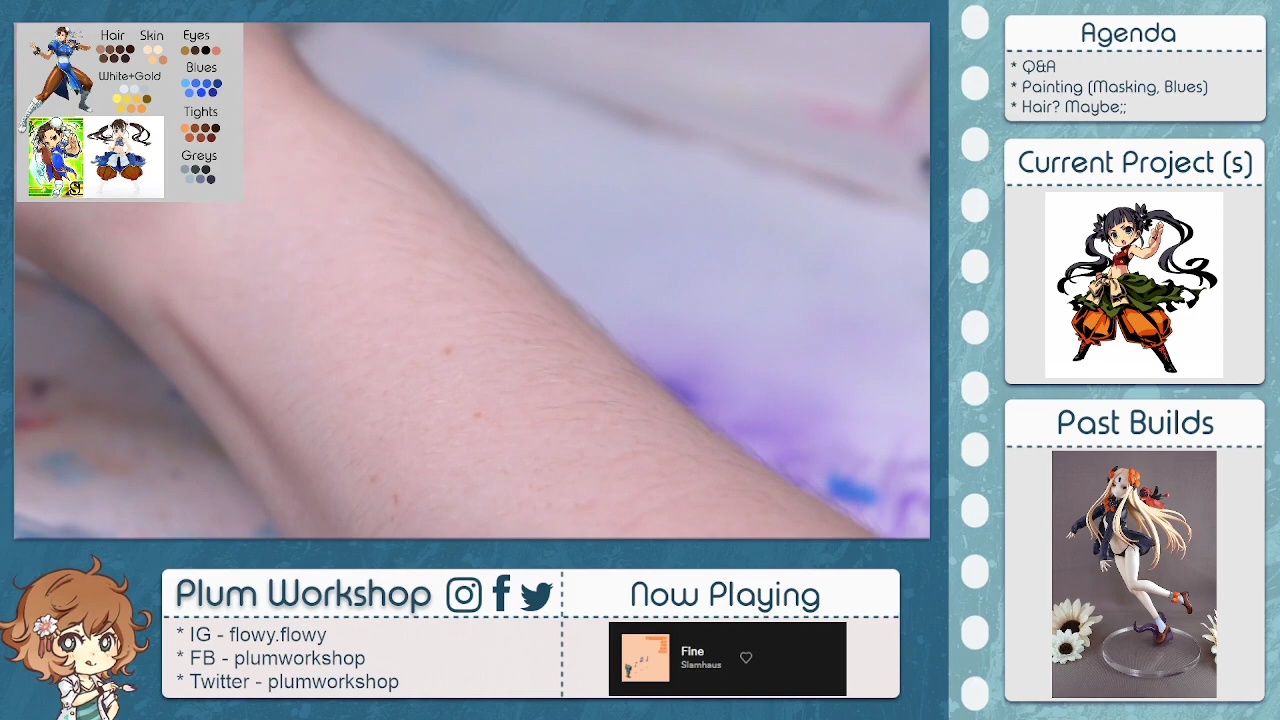 Hair Skin Eyes
White+Gold
Blues
Tights
Greys
Agenda
* Q&A
* Painting (Masking, Blues)
* Hair? Maybe;;
Current Project (s)
Past Builds
Plum Workshop
* IG - flowy.flowy
* FB - plumworkshop
* Twitter - plumworkshop
Now Playing
FIne
Slamhaus